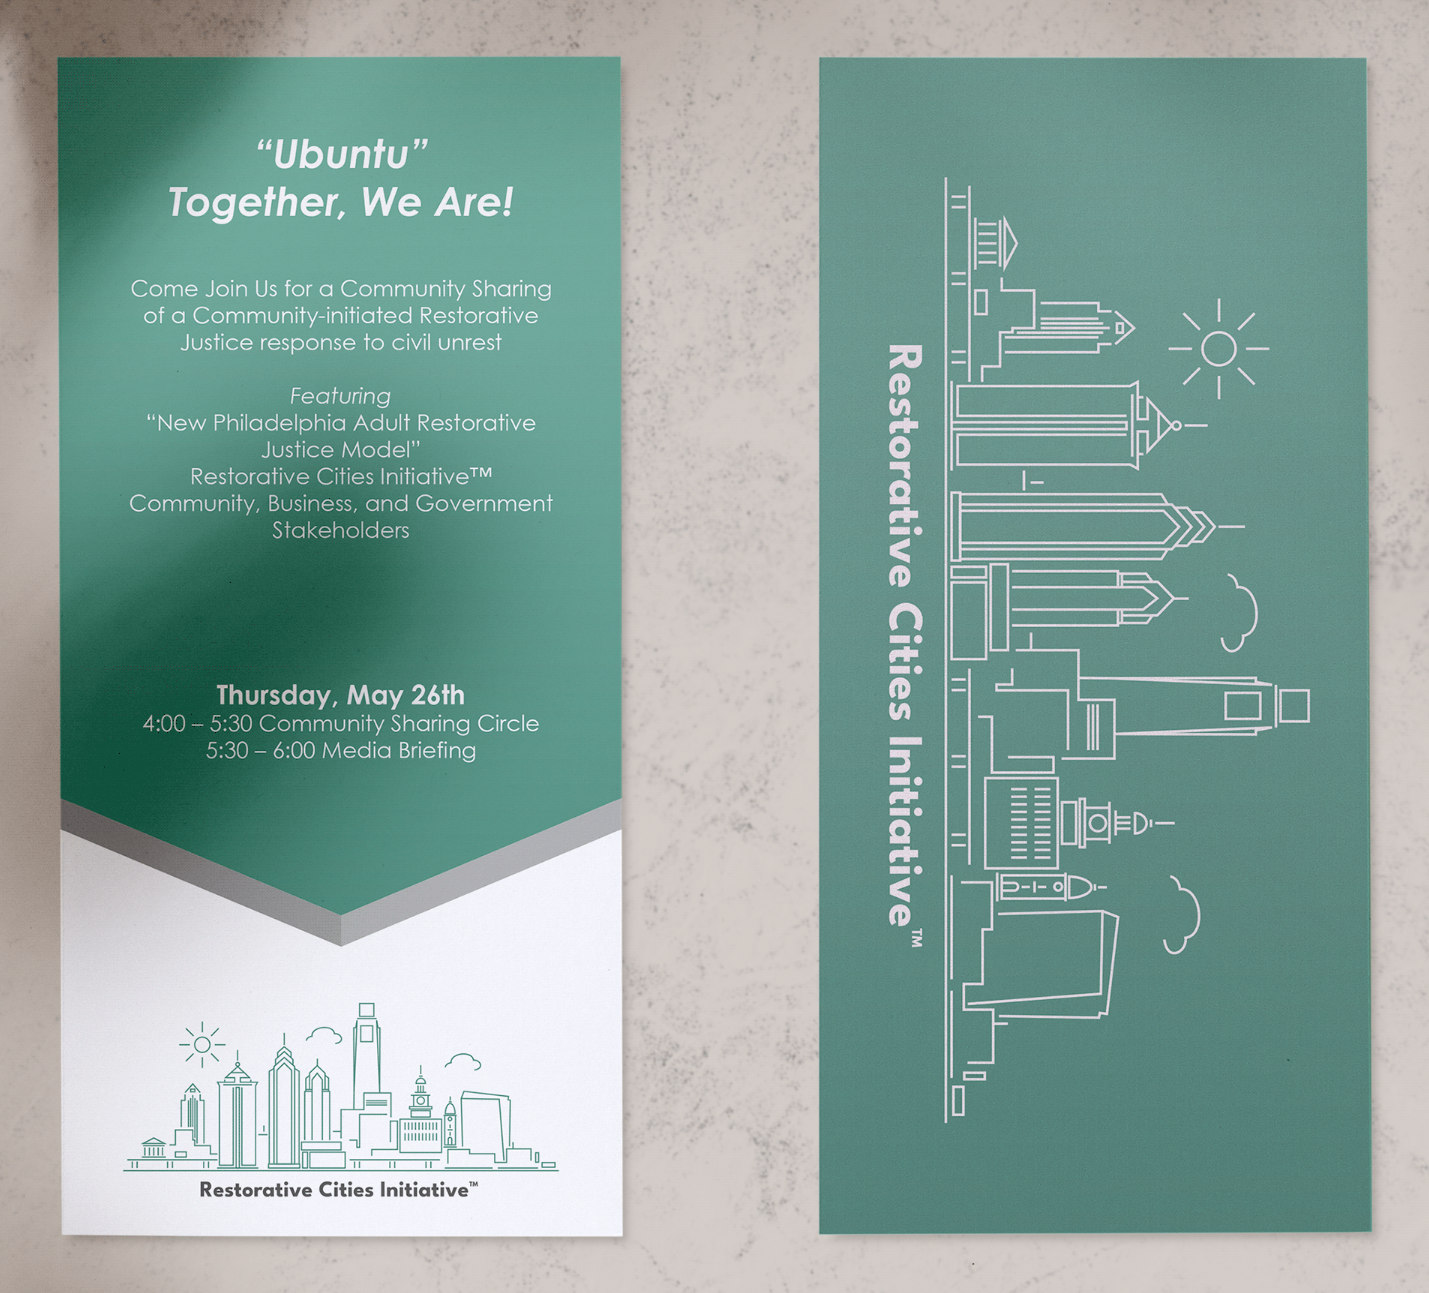 “Ubuntu”
Together, We Are!
Come Join Us for a Community Sharing
of a Community-initiated Restorative
Justice response to civil unrest
Featuring
“New Philadelphia Adult Restorative
Justice Model”
Restorative Cities Initiative™
Community, Business, and Government
Stakeholders
Thursday, May 26th
4:00 – 5:30 Community Sharing Circle
5:30 – 6:00 Media Briefing
Restorative Cities Initiative™
Restorative Cities Initiative™